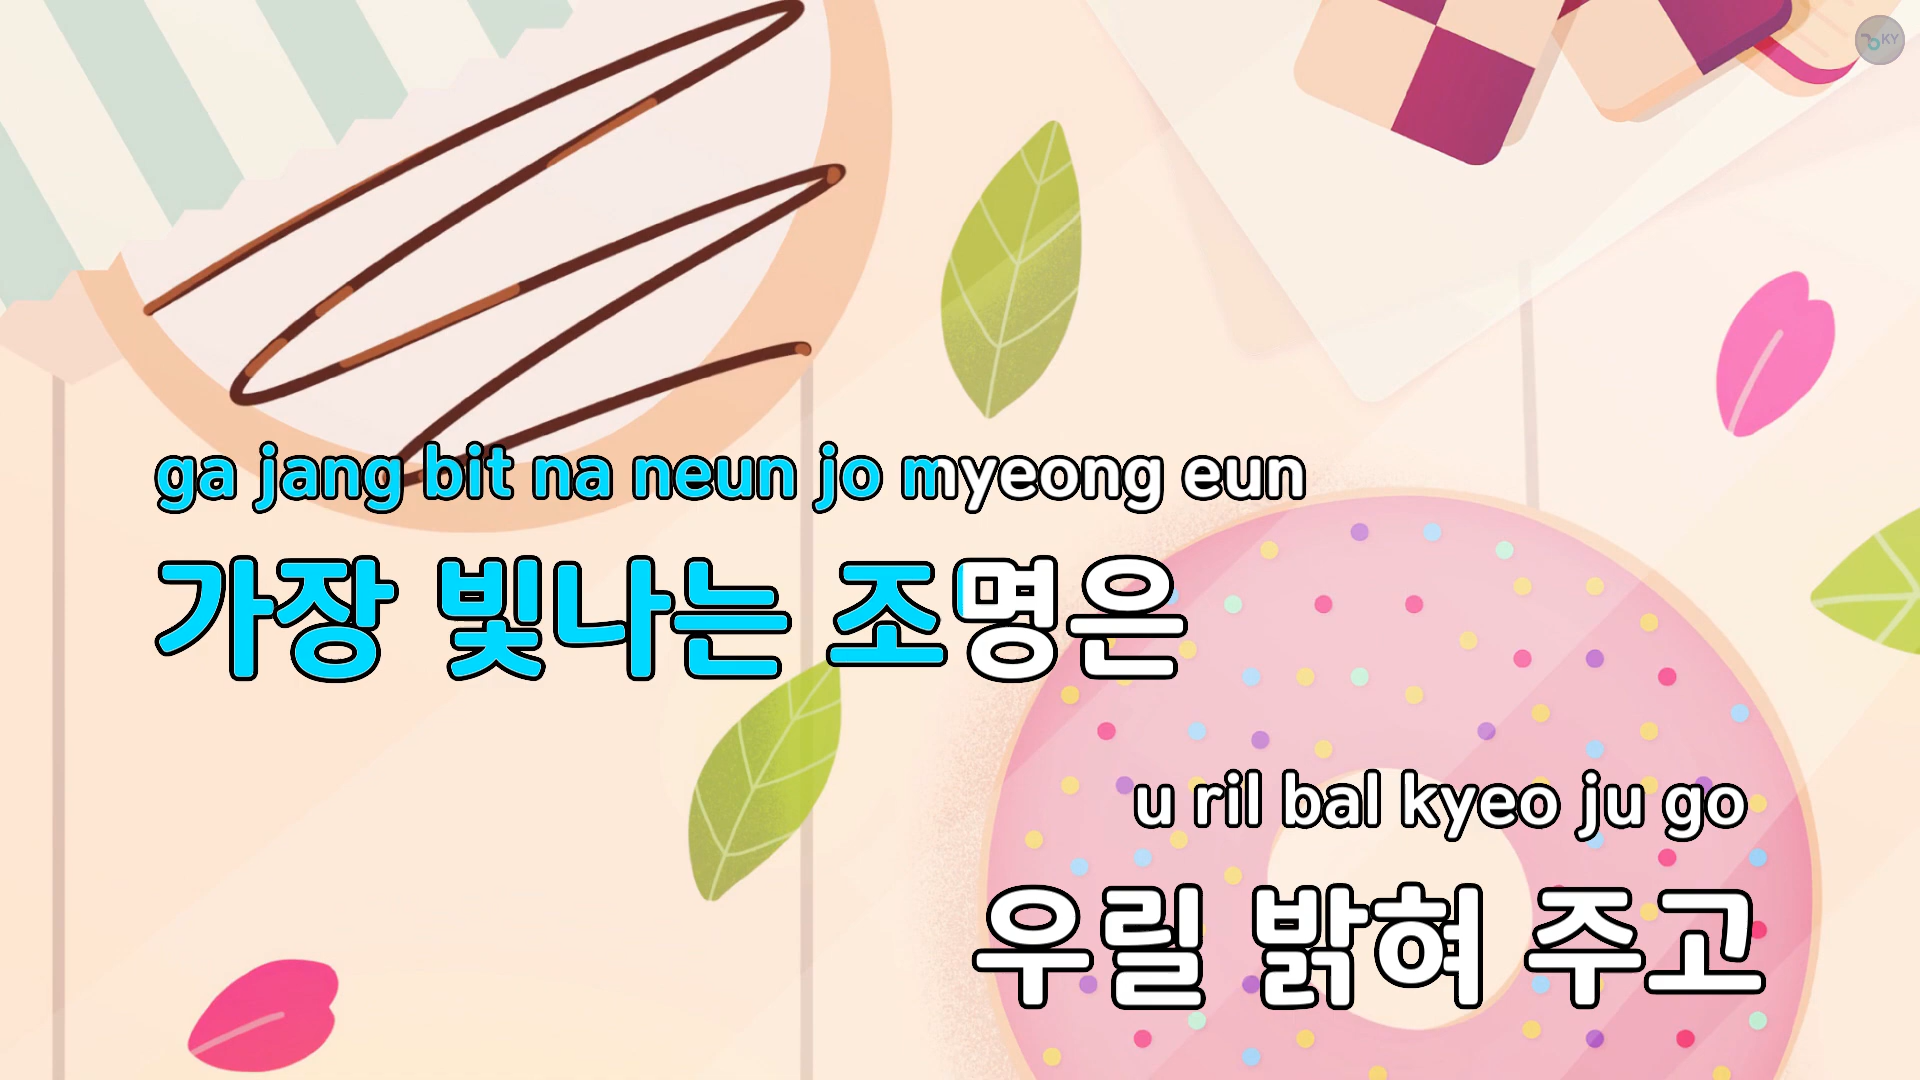 KY
ga jang bit na neun jo myeong eun
가장 빛나는 조명은
u ril bal kyeo ju go
우릴 밝혀 주고